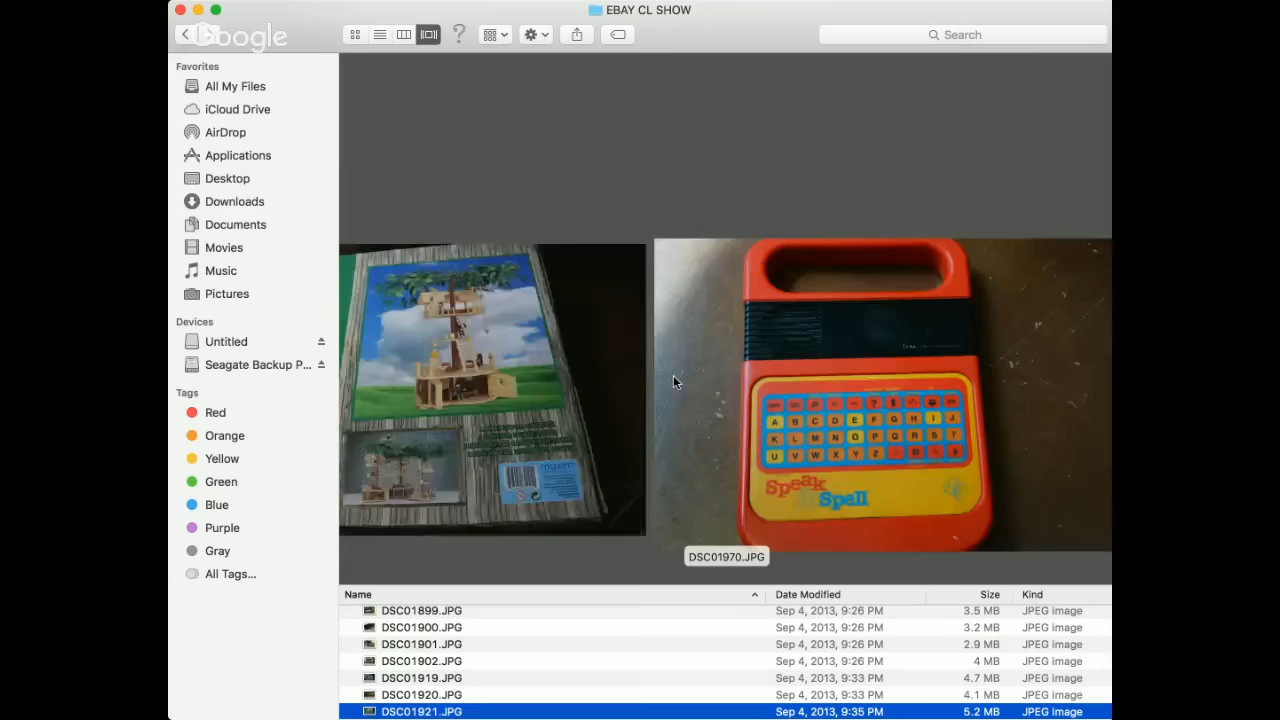 EBAY CL SHOW
Google
Search
Favorites
All My Files
iCloud Drive
AirDrop
Applications
Desktop
Downloads
Documents
Movies
Music
Pictures
Devices
Untitled
Seagate Backup P...
Tags
Red
Orange
Yellow
Green
Blue
Purple
Gray
All Tags...
OFF
A B C D E F G H I J
K L M N O P Q R S T
U V W X Y Z
Speak
Spell
DSC01970.JPG
Name Date Modified Size Kind
DSC01899.JPG Sep 4, 2013, 9:26 PM 3.5 MB JPEG image
DSC01900.JPG Sep 4, 2013, 9:26 PM 3.2 MB JPEG image
DSC01901.JPG Sep 4, 2013, 9:26 PM 2.9 MB JPEG image
DSC01902.JPG Sep 4, 2013, 9:26 PM 4 MB JPEG image
DSC01919.JPG Sep 4, 2013, 9:33 PM 4.7 MB JPEG image
DSC01920.JPG Sep 4, 2013, 9:33 PM 4.1 MB JPEG image
DSC01921.JPG Sep 4, 2013, 9:35 PM 5.2 MB JPEG image